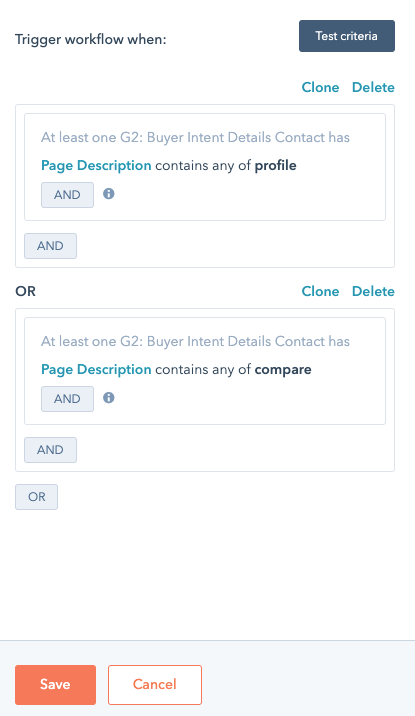 Trigger workflow when:
Test criteria
Clone Delete
At least one G2: Buyer Intent Details Contact has
Page Description contains any of profile
AND
AND
OR
Clone Delete
At least one G2: Buyer Intent Details Contact has
Page Description contains any of compare
AND
AND
OR
Save Cancel